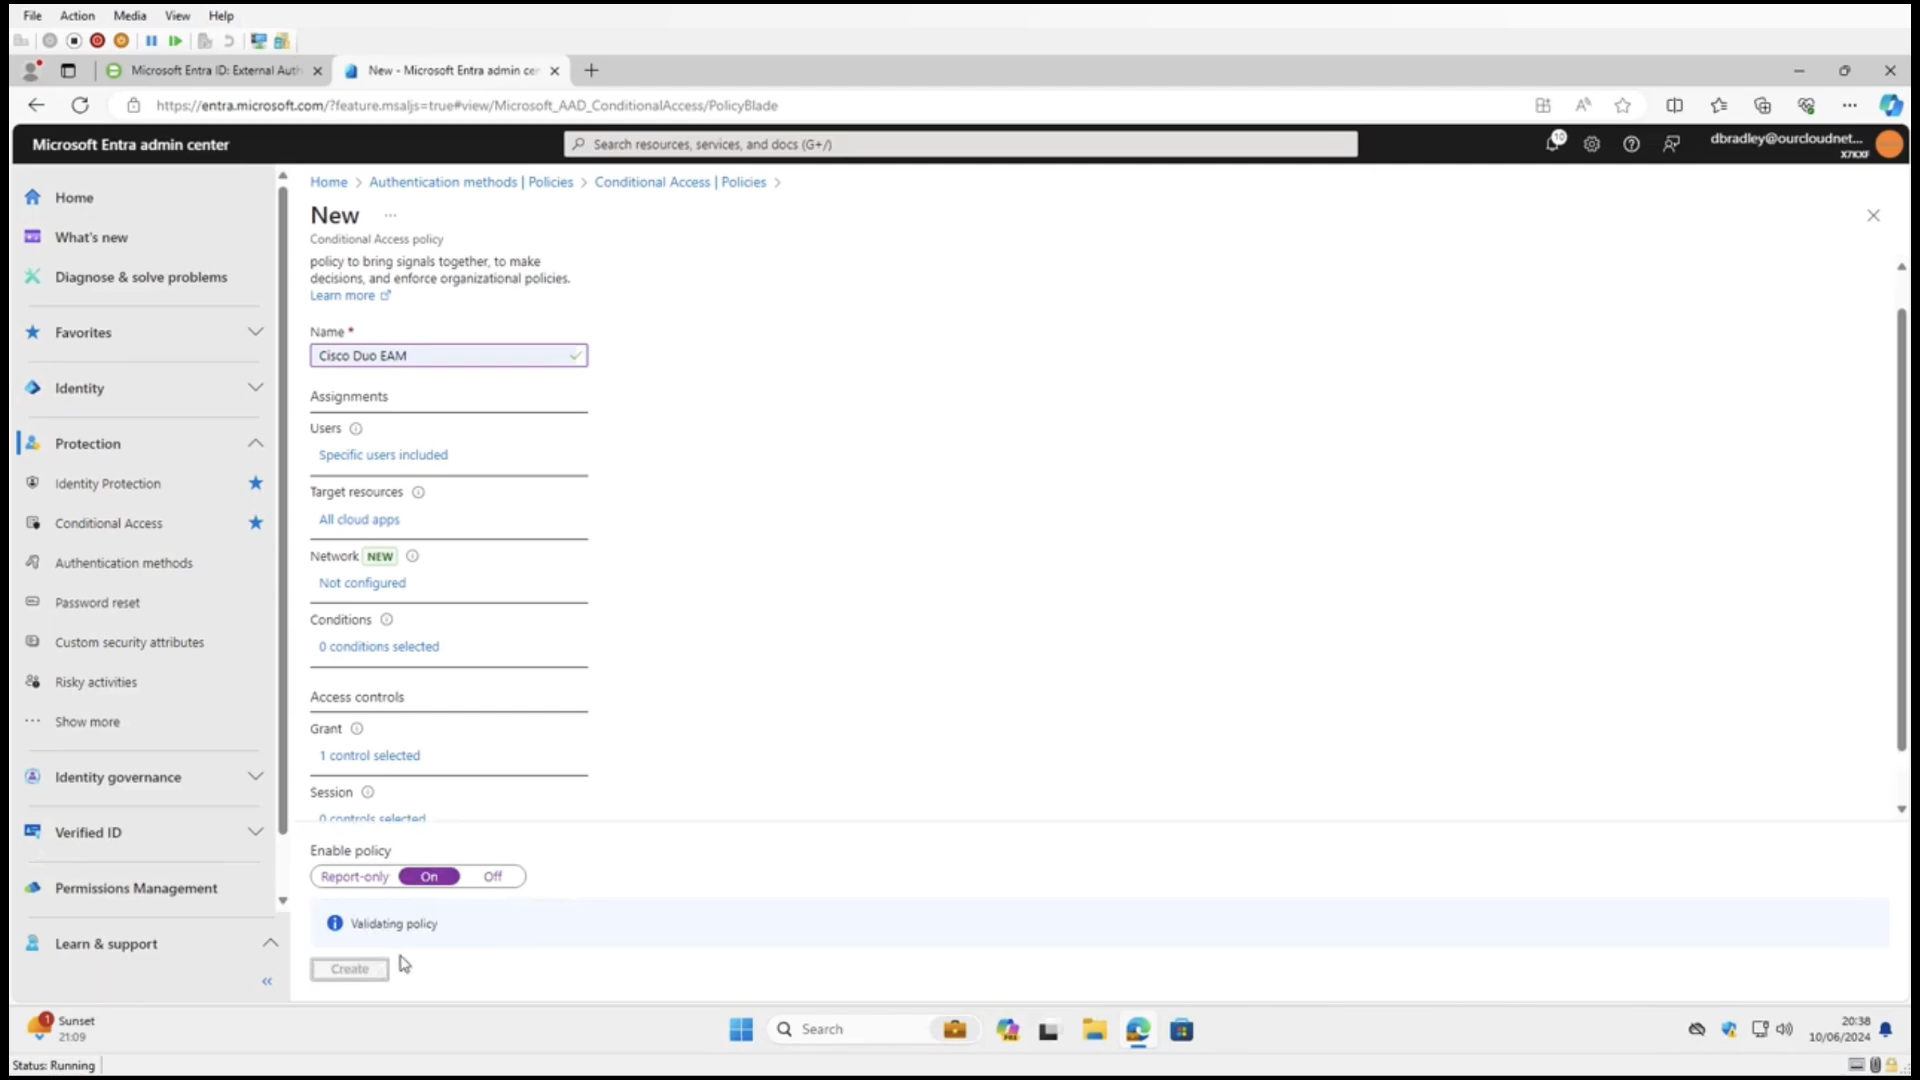 File Action Media View Help
Microsoft Entra ID: External Auth
New - Microsoft Entra admin cer
https://entra.microsoft.com/?feature.msaljs=true#view/Microsoft_AAD_ConditionalAccess/PolicyBlade
Microsoft Entra admin center
Search resources, services, and docs (G+/)
10
dbradley@ourcloudnet...
Home
What's new
Diagnose & solve problems
Favorites
Identity
Protection
Identity Protection
Conditional Access
Authentication methods
Password reset
Custom security attributes
Risky activities
Show more
Identity governance
Verified ID
Permissions Management
Learn & support
Home > Authentication methods | Policies > Conditional Access | Policies >
New ...
Conditional Access policy
policy to bring signals together, to make
decisions, and enforce organizational policies.
Learn more
Name *
Cisco Duo EAM
Assignments
Users
Specific users included
Target resources
All cloud apps
Network NEW
Not configured
Conditions
0 conditions selected
Access controls
Grant
1 control selected
Session
0 controls selected
Enable policy
Report-only On Off
Validating policy
Create
1
Sunset
21:09
Search
20:38
10/06/2024
Status: Running